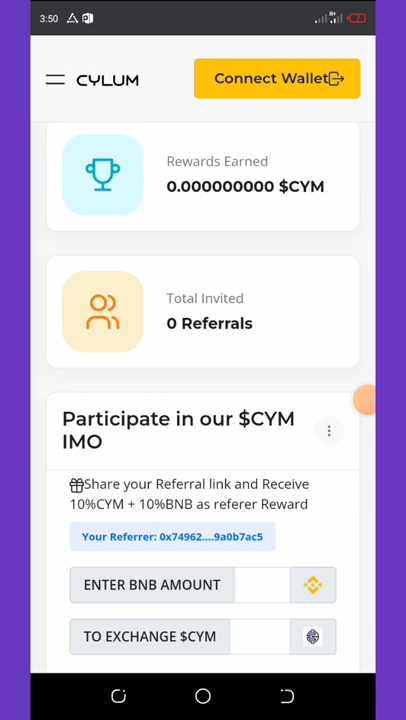 3:50
CYLUM
Connect Wallet
Rewards Earned
0.000000000 $CYM
Total Invited
0 Referrals
Participate in our $CYM
IMO
Share your Referral link and Receive
10%CYM + 10%BNB as referer Reward
Your Referrer: 0x74962....9a0b7ac5
ENTER BNB AMOUNT
TO EXCHANGE $CYM